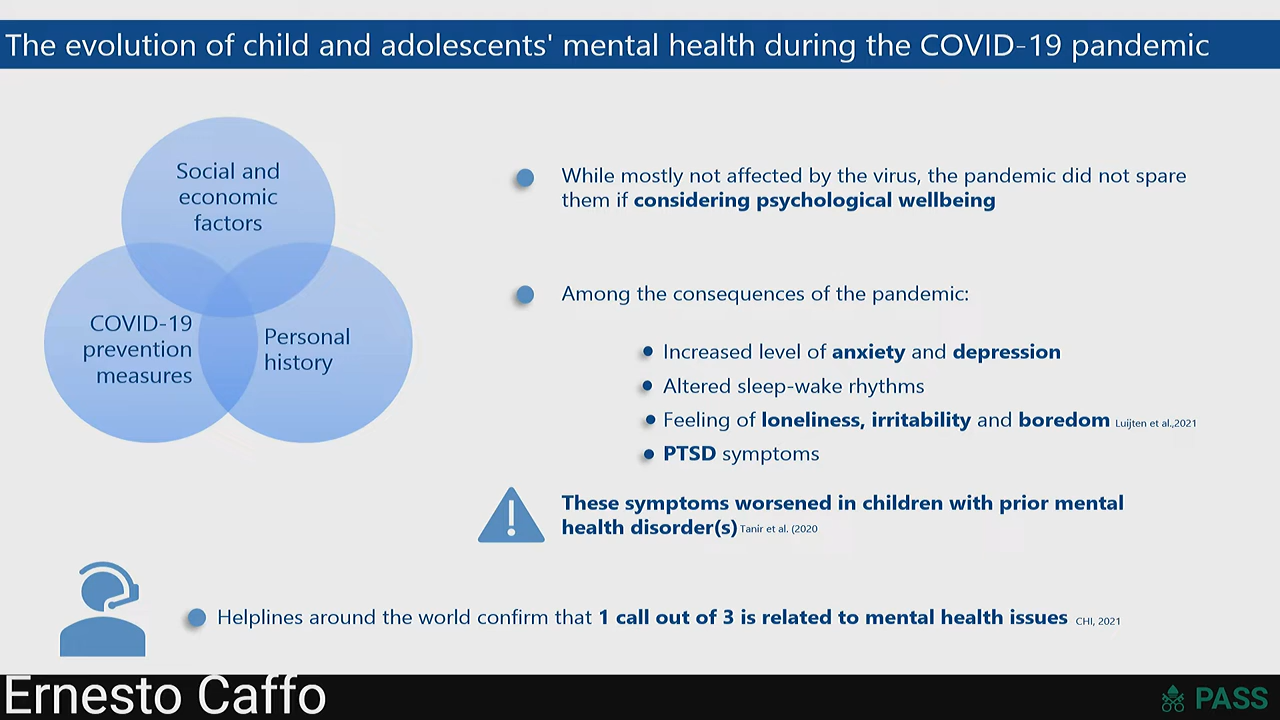 The evolution of child and adolescents' mental health during the COVID-19 pandemic
Social and
economic
factors
COVID-19
prevention
measures
Personal
history
While mostly not affected by the virus, the pandemic did not spare
them if considering psychological wellbeing
Among the consequences of the pandemic:
Increased level of anxiety and depression
Altered sleep-wake rhythms
Feeling of loneliness, irritability and boredom Luijten et al.,2021
PTSD symptoms
These symptoms worsened in children with prior mental
health disorder(s) Tanir et al. (2020
Helplines around the world confirm that 1 call out of 3 is related to mental health issues CHI, 2021
Ernesto Caffo
PASS